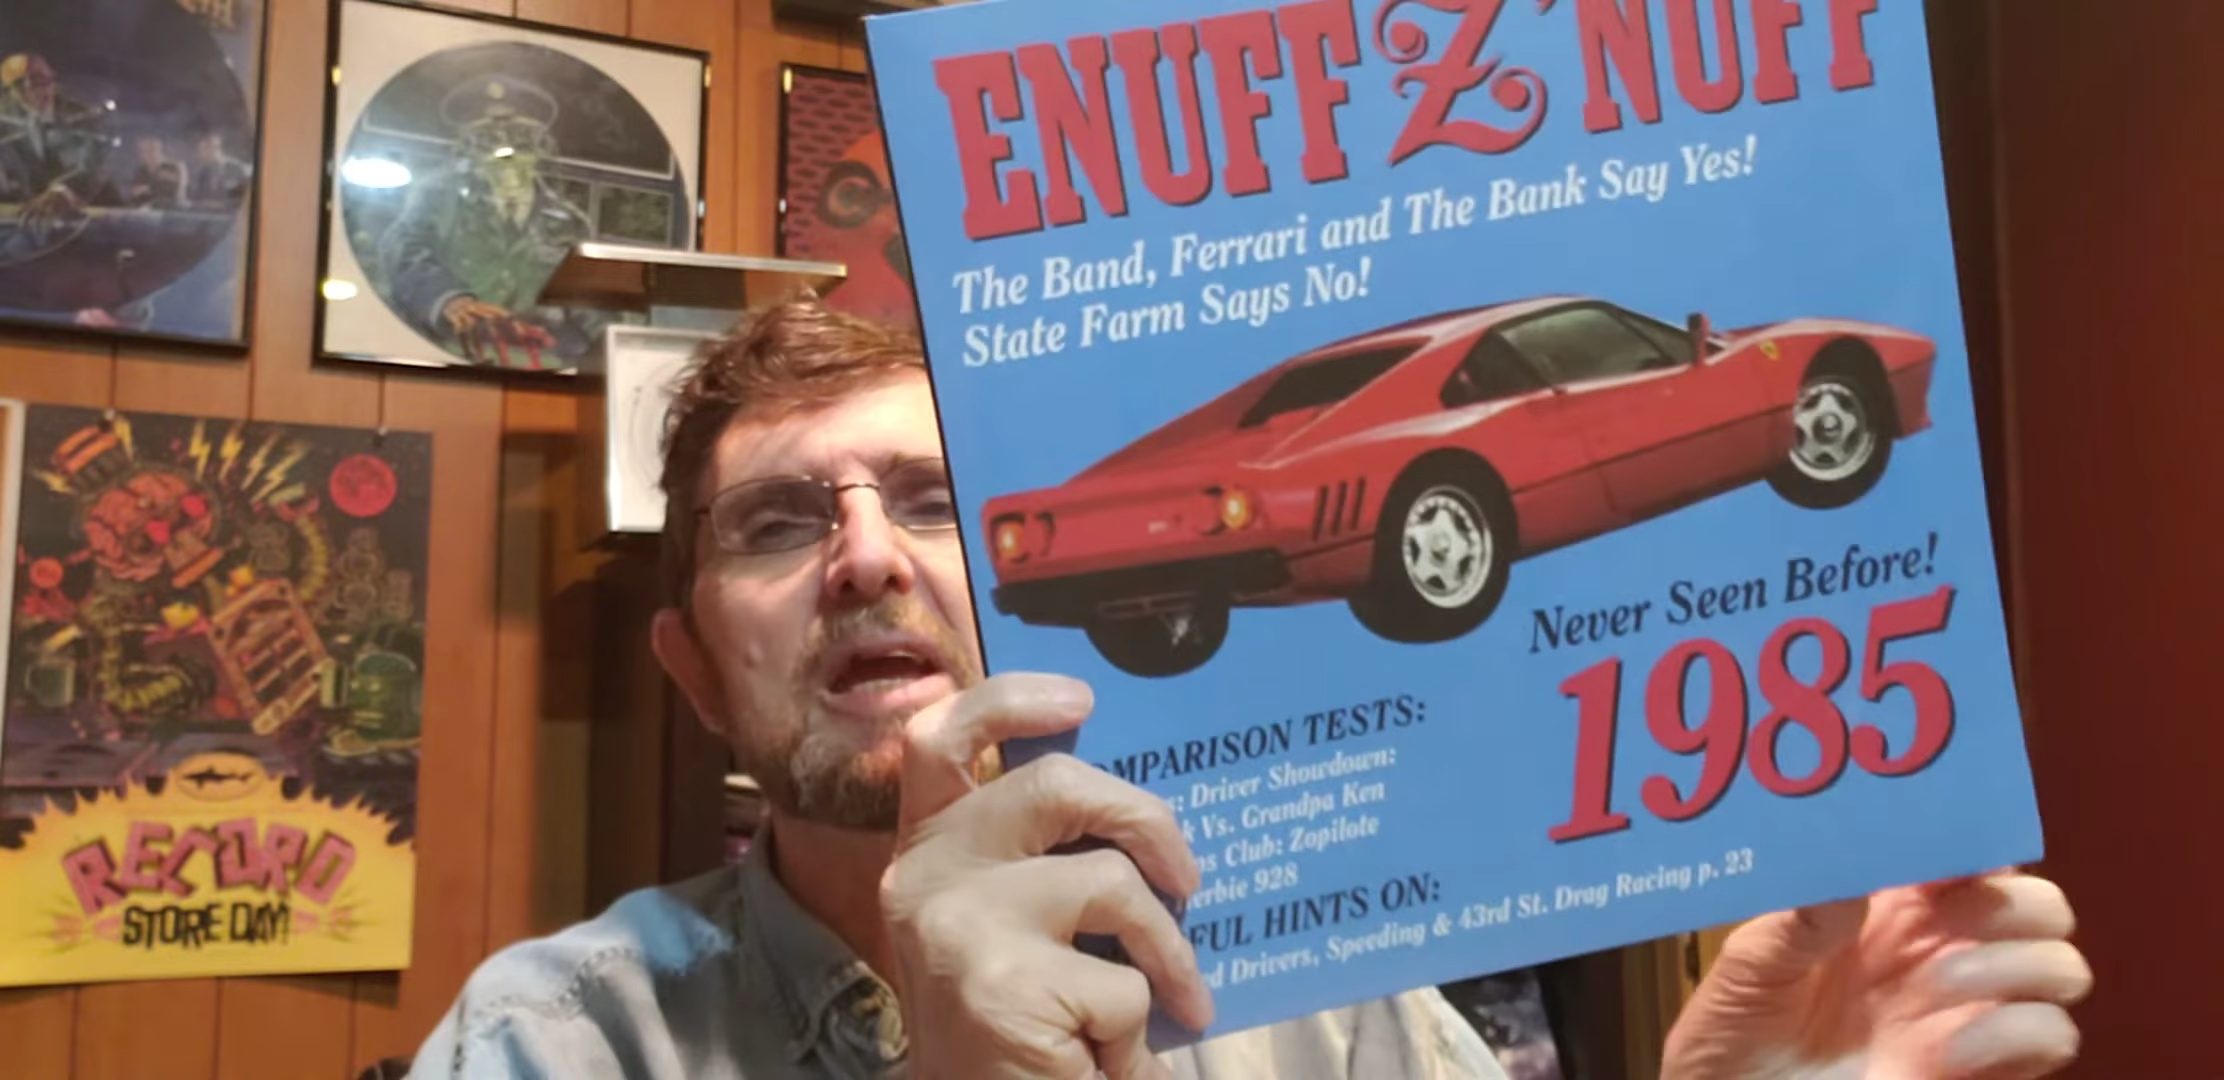 ENUFF Z'NUFF
The Band, Ferrari and The Bank Say Yes!
State Farm Says No!
Never Seen Before!
1985
OMPARISON TESTS:
s: Driver Showdown:
k Vs. Grandpa Ken
ns Club: Zopilote
erbie 928
FUL HINTS ON:
d Drivers, Speeding & 43rd St. Drag Racing p. 23
RECORD
STORE DAY!